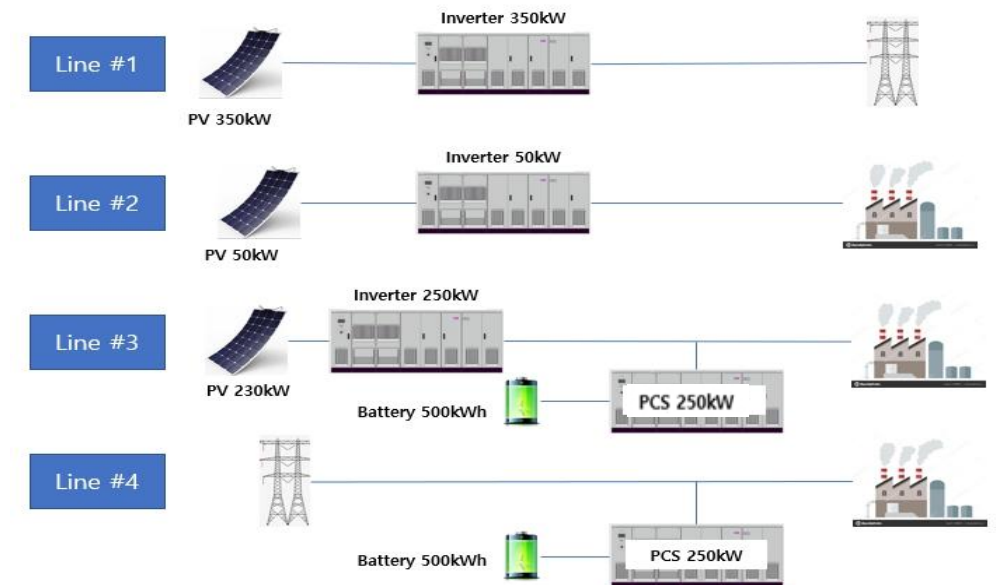 Inverter 350kW
Line #1
PV 350kW
Inverter 50kW
Line #2
PV 50kW
Inverter 250kW
Line #3
PV 230kW
Battery 500kWh
PCS 250kW
Line #4
Battery 500kWh
PCS 250kW